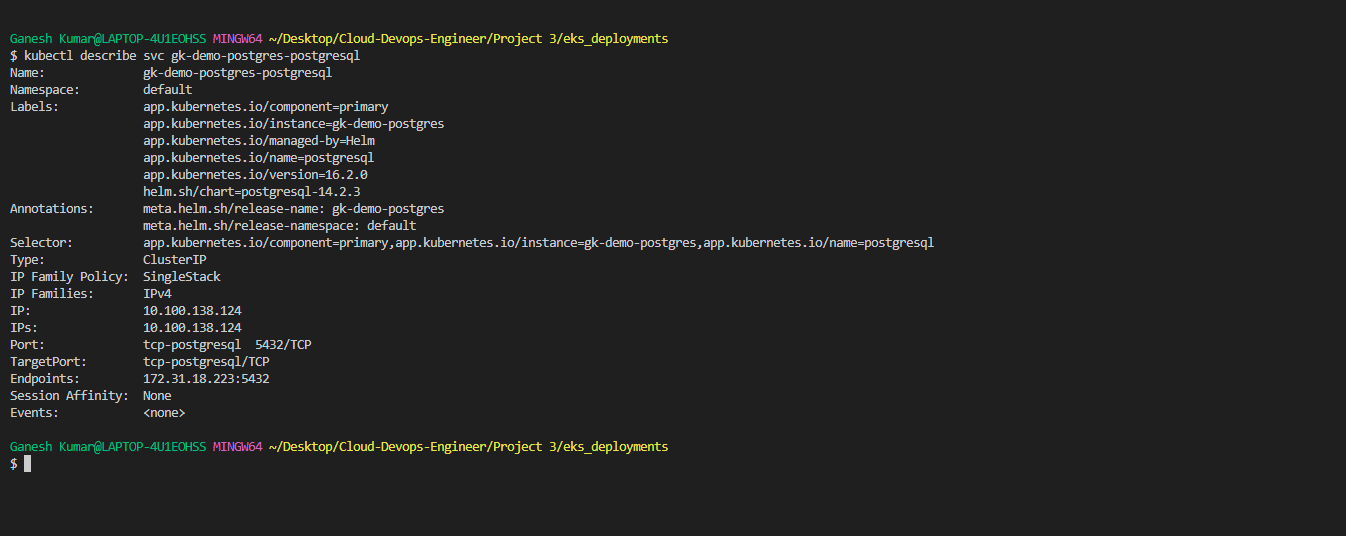 Ganesh Kumar@LAPTOP-4U1EOHSS MINGW64 ~/Desktop/Cloud-Devops-Engineer/Project 3/eks_deployments
$ kubectl describe svc gk-demo-postgres-postgresql
Name:              gk-demo-postgres-postgresql
Namespace:         default
Labels:            app.kubernetes.io/component=primary
                   app.kubernetes.io/instance=gk-demo-postgres
                   app.kubernetes.io/managed-by=Helm
                   app.kubernetes.io/name=postgresql
                   app.kubernetes.io/version=16.2.0
                   helm.sh/chart=postgresql-14.2.3
Annotations:       meta.helm.sh/release-name: gk-demo-postgres
                   meta.helm.sh/release-namespace: default
Selector:          app.kubernetes.io/component=primary,app.kubernetes.io/instance=gk-demo-postgres,app.kubernetes.io/name=postgresql
Type:              ClusterIP
IP Family Policy:  SingleStack
IP Families:       IPv4
IP:                10.100.138.124
IPs:               10.100.138.124
Port:              tcp-postgresql  5432/TCP
TargetPort:        tcp-postgresql/TCP
Endpoints:         172.31.18.223:5432
Session Affinity:  None
Events:            <none>
Ganesh Kumar@LAPTOP-4U1EOHSS MINGW64 ~/Desktop/Cloud-Devops-Engineer/Project 3/eks_deployments
$